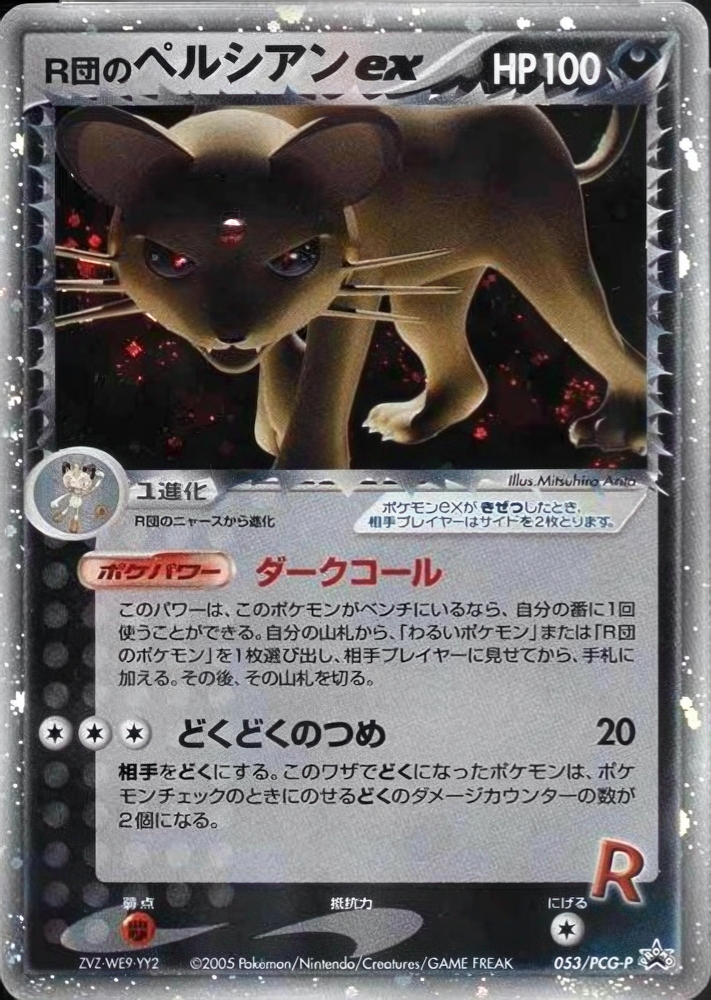 R団のペルシアンex HP100
Illus. Mitsuhiro Arita
1進化
R団のニャースから進化
ポケモンexがきぜつしたとき、
相手プレイヤーはサイドを2枚とります。
ポケパワー ダークコール
このパワーは、このポケモンがベンチにいるなら、自分の番に1回
使うことができる。自分の山札から、「わるいポケモン」または「R団
のポケモン」を1枚選び出し、相手プレイヤーに見せてから、手札に
加える。その後、その山札を切る。
どくどくのつめ 20
相手をどくにする。このワザでどくになったポケモンは、ポケ
モンチェックのときにのせるどくのダメージカウンターの数が
2個になる。
R
弱点 抵抗力 にげる
ZVZ-WE9-YY2 ©2005 Pokémon/Nintendo/Creatures/GAME FREAK 053/PCG-P PROMO